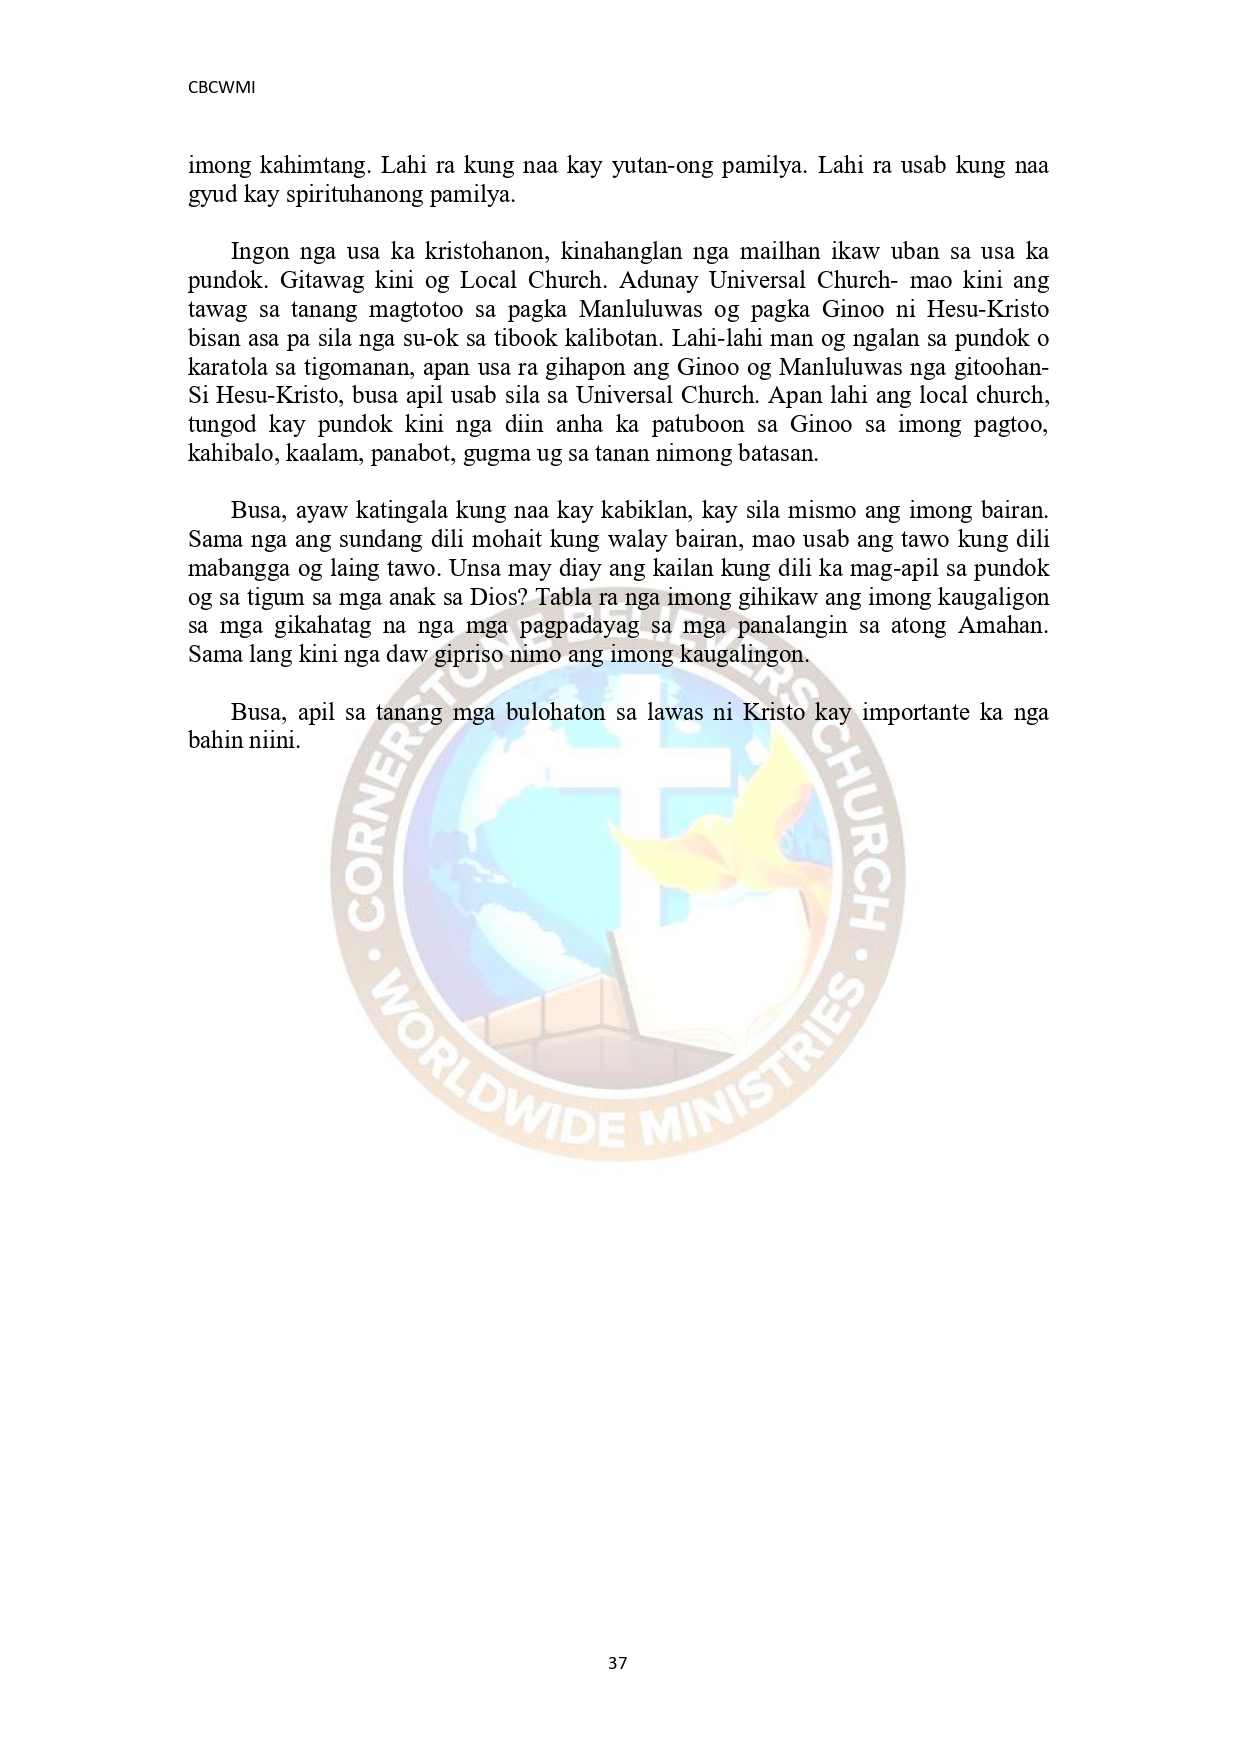 CBCWMI
imong kahimtang. Lahi ra kung naa kay yutan-ong pamilya. Lahi ra usab kung naa
gyud kay spirituhanong pamilya.
Ingon nga usa ka kristohanon, kinahanglan nga mailhan ikaw uban sa usa ka
pundok. Gitawag kini og Local Church. Adunay Universal Church- mao kini ang
tawag sa tanang magtotoo sa pagka Manluluwas og pagka Ginoo ni Hesu-Kristo
bisan asa pa sila nga su-ok sa tibook kalibotan. Lahi-lahi man og ngalan sa pundok o
karatola sa tigomanan, apan usa ra gihapon ang Ginoo og Manluluwas nga gitoohan-
Si Hesu-Kristo, busa apil usab sila sa Universal Church. Apan lahi ang local church,
tungod kay pundok kini nga diin anha ka patuboon sa Ginoo sa imong pagtoo,
kahibalo, kaalam, panabot, gugma ug sa tanan nimong batasan.
Busa, ayaw katingala kung naa kay kabiklan, kay sila mismo ang imong bairan.
Sama nga ang sundang dili mohait kung walay bairan, mao usab ang tawo kung dili
mabangga og laing tawo. Unsa may diay ang kailan kung dili ka mag-apil sa pundok
og sa tigum sa mga anak sa Dios? Tabla ra nga imong gihikaw ang imong kaugaligon
sa mga gikahatag na nga mga pagpadayag sa mga panalangin sa atong Amahan.
Sama lang kini nga daw gipriso nimo ang imong kaugalingon.
Busa, apil sa tanang mga bulohaton sa lawas ni Kristo kay importante ka nga
bahin niini.
CORNERSTONE BELIEVERS CHURCH
• WORLDWIDE MINISTRIES •
37